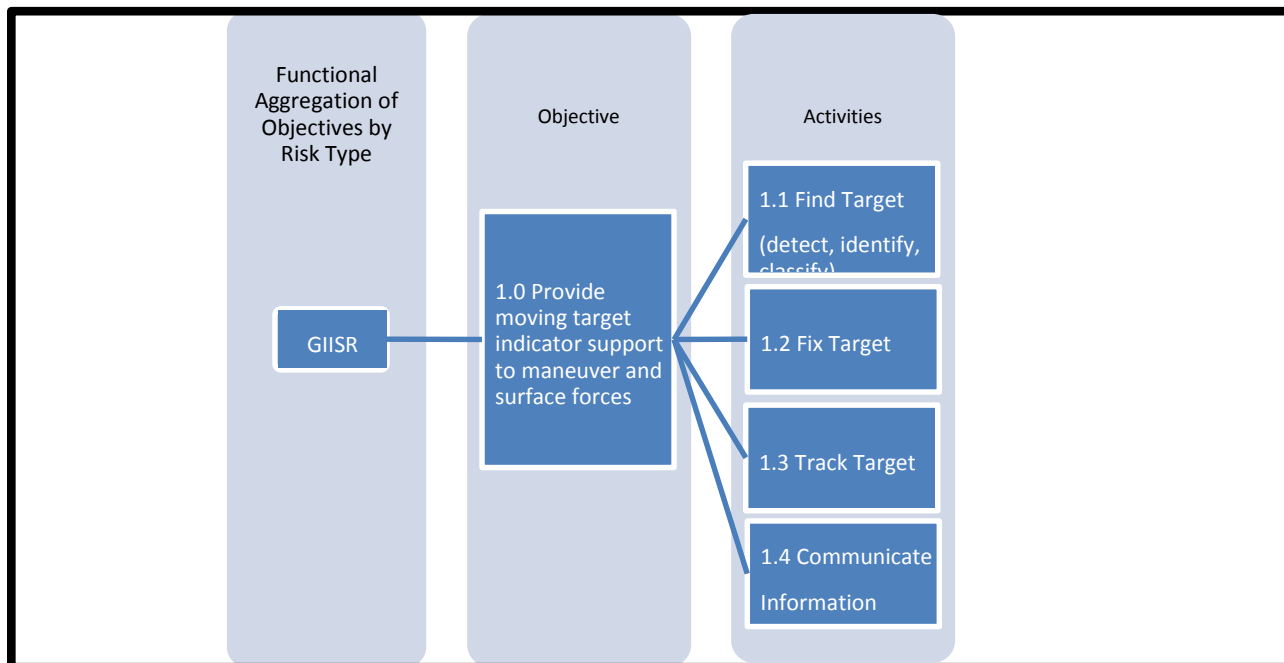 Functional
Aggregation of
Objectives by
Risk Type
Objective
Activities
GIISR
1.0 Provide
moving target
indicator support
to maneuver and
surface forces
1.1 Find Target
(detect, identify,
classify)
1.2 Fix Target
1.3 Track Target
1.4 Communicate
Information